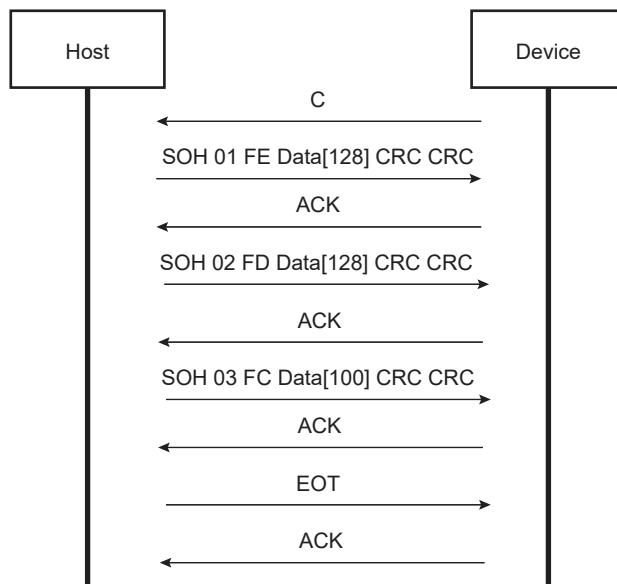 Host
Device
C
SOH 01 FE Data[128] CRC CRC
ACK
SOH 02 FD Data[128] CRC CRC
ACK
SOH 03 FC Data[100] CRC CRC
ACK
EOT
ACK